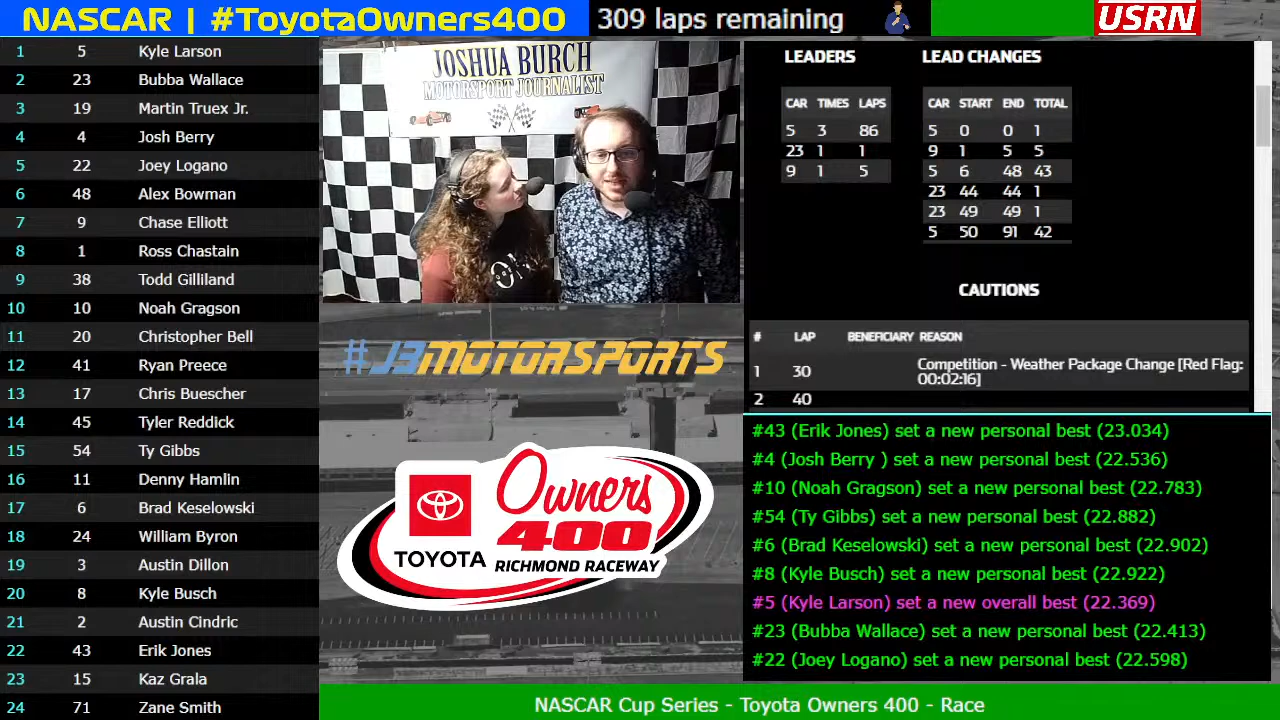 NASCAR | #ToyotaOwners400
309 laps remaining
USRN
1 5 Kyle Larson
2 23 Bubba Wallace
3 19 Martin Truex Jr.
4 4 Josh Berry
5 22 Joey Logano
6 48 Alex Bowman
7 9 Chase Elliott
8 1 Ross Chastain
9 38 Todd Gilliland
10 10 Noah Gragson
11 20 Christopher Bell
12 41 Ryan Preece
13 17 Chris Buescher
14 45 Tyler Reddick
15 54 Ty Gibbs
16 11 Denny Hamlin
17 6 Brad Keselowski
18 24 William Byron
19 3 Austin Dillon
20 8 Kyle Busch
21 2 Austin Cindric
22 43 Erik Jones
23 15 Kaz Grala
24 71 Zane Smith
JOSHUA BURCH
MOTORSPORT JOURNALIST
#J3MOTORSPORTS
Owners
400
TOYOTA
RICHMOND RACEWAY
LEADERS
CAR TIMES LAPS
5 3 86
23 1 1
9 1 5
LEAD CHANGES
CAR START END TOTAL
5 0 0 1
9 1 5 5
5 6 48 43
23 44 44 1
23 49 49 1
5 50 91 42
CAUTIONS
# LAP BENEFICIARY REASON
1 30 Competition - Weather Package Change [Red Flag:
00:02:16]
2 40
#43 (Erik Jones) set a new personal best (23.034)
#4 (Josh Berry ) set a new personal best (22.536)
#10 (Noah Gragson) set a new personal best (22.783)
#54 (Ty Gibbs) set a new personal best (22.882)
#6 (Brad Keselowski) set a new personal best (22.902)
#8 (Kyle Busch) set a new personal best (22.922)
#5 (Kyle Larson) set a new overall best (22.369)
#23 (Bubba Wallace) set a new personal best (22.413)
#22 (Joey Logano) set a new personal best (22.598)
NASCAR Cup Series - Toyota Owners 400 - Race